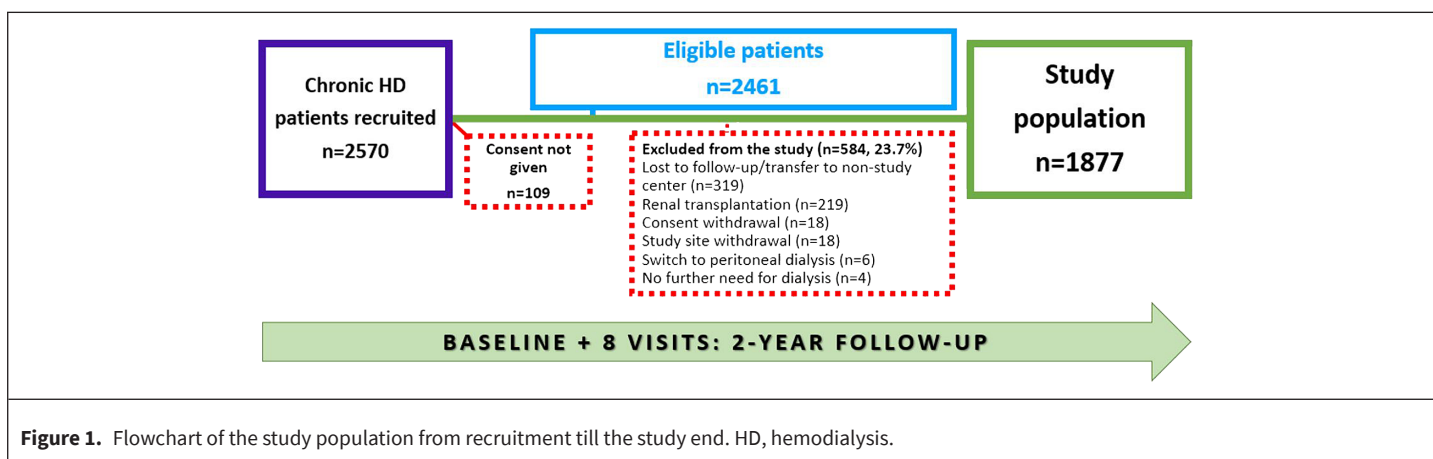 Chronic HD
patients recruited
n=2570
Consent not
given
n=109
Eligible patients
n=2461
Excluded from the study (n=584, 23.7%)
Lost to follow-up/transfer to non-study
center (n=319)
Renal transplantation (n=219)
Consent withdrawal (n=18)
Study site withdrawal (n=18)
Switch to peritoneal dialysis (n=6)
No further need for dialysis (n=4)
Study
population
n=1877
BASELINE + 8 VISITS: 2-YEAR FOLLOW-UP
Figure 1. Flowchart of the study population from recruitment till the study end. HD, hemodialysis.